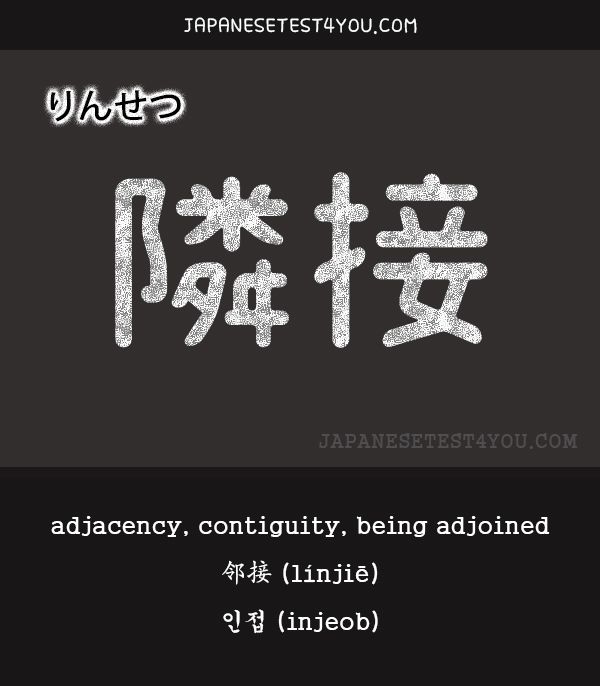 JAPANESETEST4YOU.COM
りんせつ
隣接
JAPANESETEST4YOU.COM
adjacency, contiguity, being adjoined
邻接 (línjiē)
인접 (injeob)